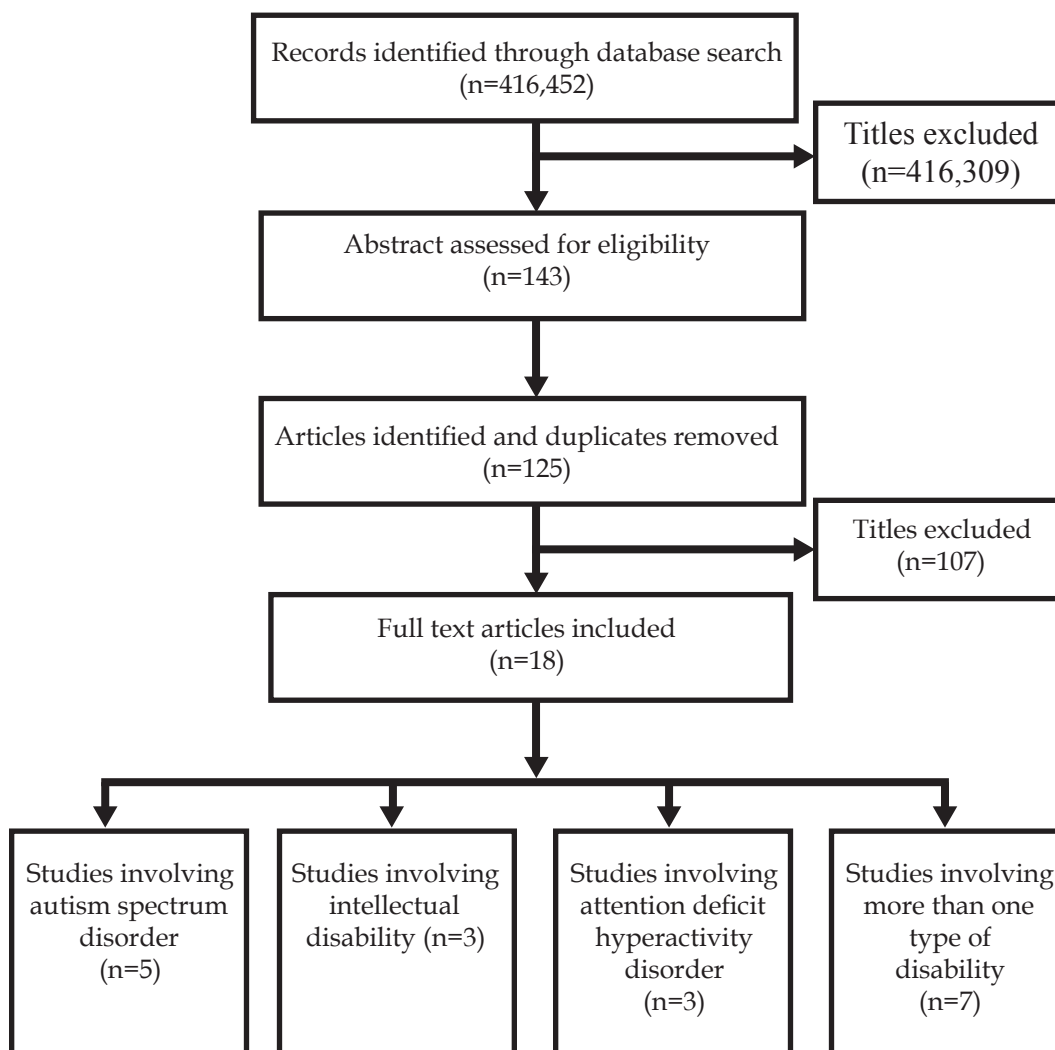 Records identified through database search
(n=416,452)
Titles excluded
(n=416,309)
Abstract assessed for eligibility
(n=143)
Articles identified and duplicates removed
(n=125)
Titles excluded
(n=107)
Full text articles included
(n=18)
Studies involving
autism spectrum
disorder
(n=5)
Studies involving
intellectual
disability (n=3)
Studies involving
attention deficit
hyperactivity
disorder
(n=3)
Studies involving
more than one
type of
disability
(n=7)